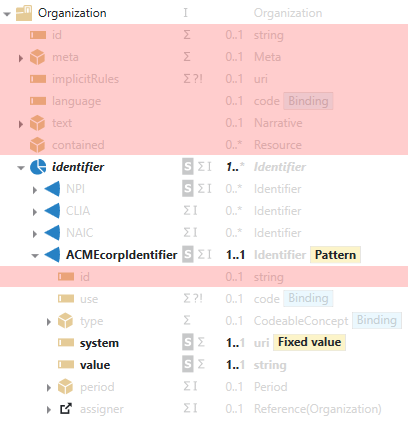 Organization I Organization
id Σ 0..1 string
meta Σ 0..1 Meta
implicitRules Σ ?! 0..1 uri
language 0..1 code Binding
text 0..1 Narrative
contained 0..* Resource
identifier S Σ I 1..* Identifier
NPI S Σ I 0..* Identifier
CLIA Σ I 0..* Identifier
NAIC Σ I 0..* Identifier
ACMEcorpIdentifier S Σ I 1..1 Identifier Pattern
id 0..1 string
use Σ ?! 0..1 code Binding
type Σ 0..1 CodeableConcept Binding
system S Σ 1..1 uri Fixed value
value S Σ 1..1 string
period Σ I 0..1 Period
assigner Σ I 0..1 Reference(Organization)